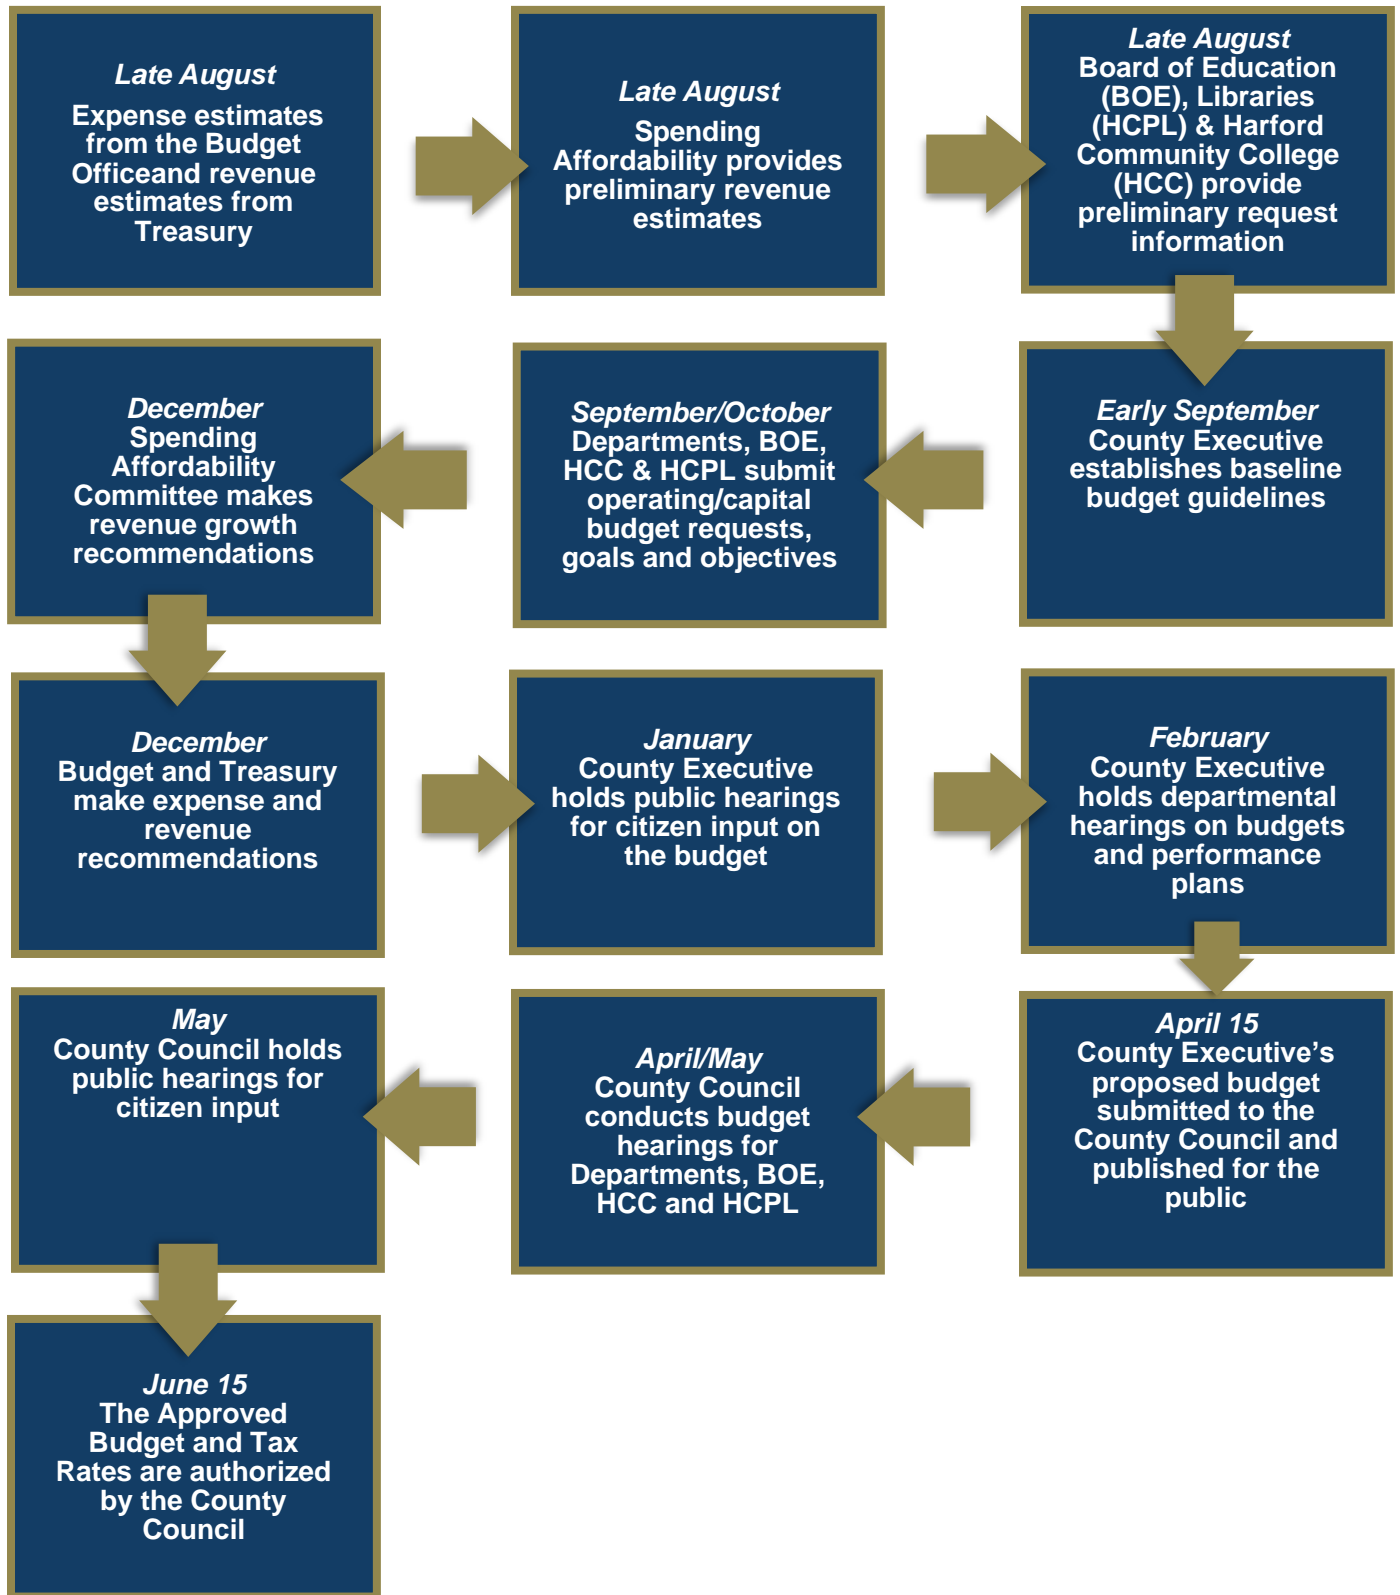 Late August
Expense estimates
from the Budget
Officeand revenue
estimates from
Treasury
Late August
Spending
Affordability provides
preliminary revenue
estimates
Late August
Board of Education
(BOE), Libraries
(HCPL) & Harford
Community College
(HCC) provide
preliminary request
information
Early September
County Executive
establishes baseline
budget guidelines
September/October
Departments, BOE,
HCC & HCPL submit
operating/capital
budget requests,
goals and objectives
December
Spending
Affordability
Committee makes
revenue growth
recommendations
December
Budget and Treasury
make expense and
revenue
recommendations
January
County Executive
holds public hearings
for citizen input on
the budget
February
County Executive
holds departmental
hearings on budgets
and performance
plans
April 15
County Executive’s
proposed budget
submitted to the
County Council and
published for the
public
April/May
County Council
conducts budget
hearings for
Departments, BOE,
HCC and HCPL
May
County Council holds
public hearings for
citizen input
June 15
The Approved
Budget and Tax
Rates are authorized
by the County
Council